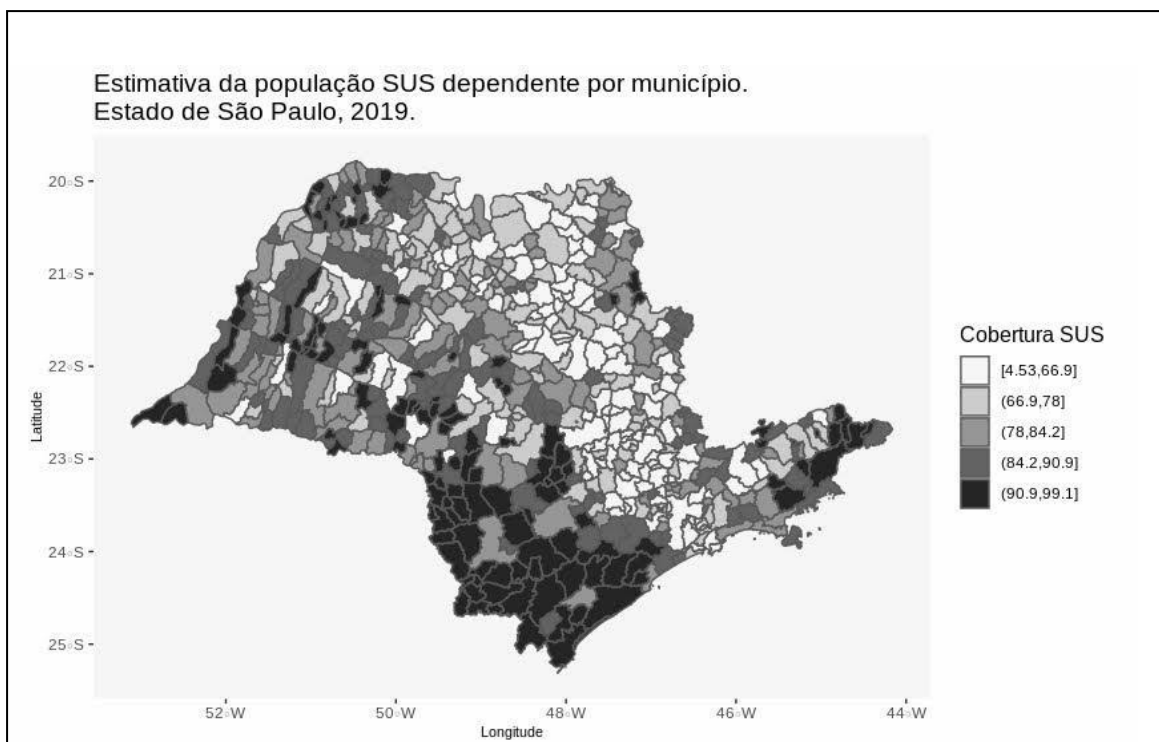 Estimativa da população SUS dependente por município.
Estado de São Paulo, 2019.
20°S
21°S
22°S
23°S
24°S
25°S
Latitude
52°W
50°W
48°W
46°W
44°W
Longitude
Cobertura SUS
[4.53,66.9]
(66.9,78]
(78,84.2]
(84.2,90.9]
(90.9,99.1]